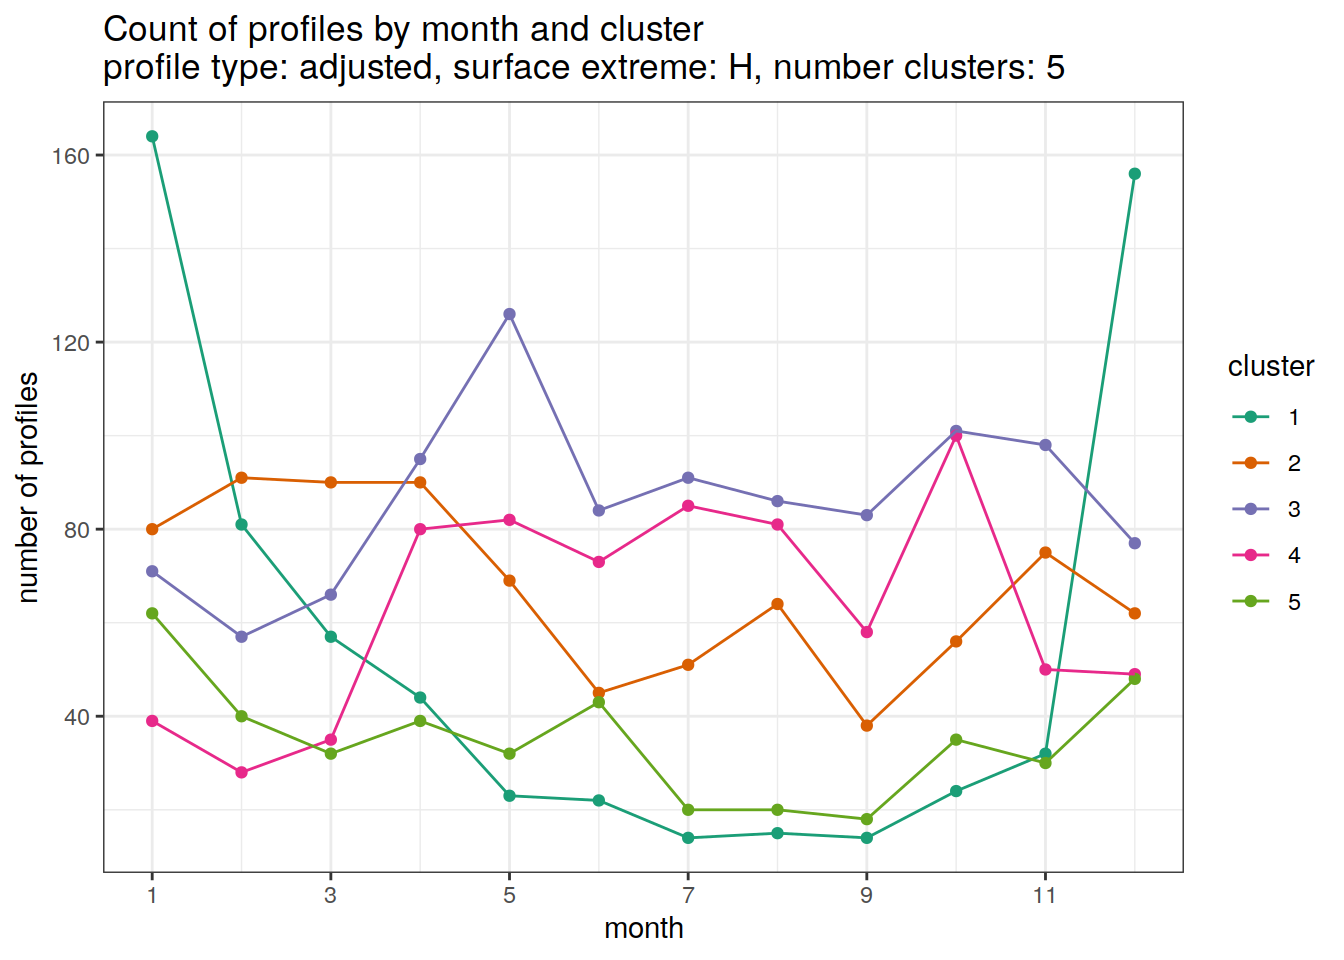 Count of profiles by month and cluster
profile type: adjusted, surface extreme: H, number clusters: 5
160
120
80
40
number of profiles
1 3 5 7 9 11
month
cluster
1
2
3
4
5